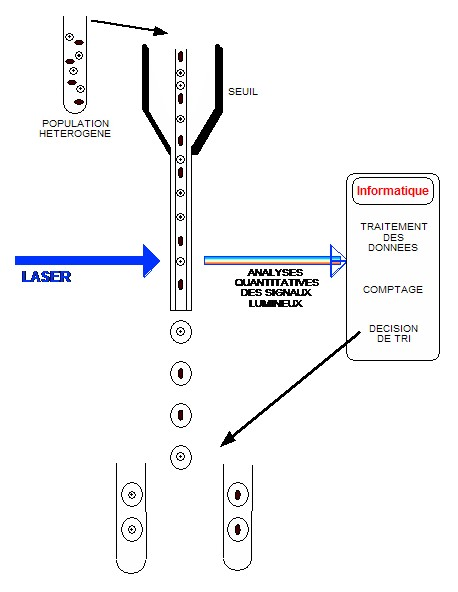 SEUIL
POPULATION
HETEROGENE
Informatique
TRAITEMENT
DES
DONNEES
LASER
ANALYSES
QUANTITATIVES
DES SIGNAUX
LUMINEUX
COMPTAGE
DECISION
DE TRI